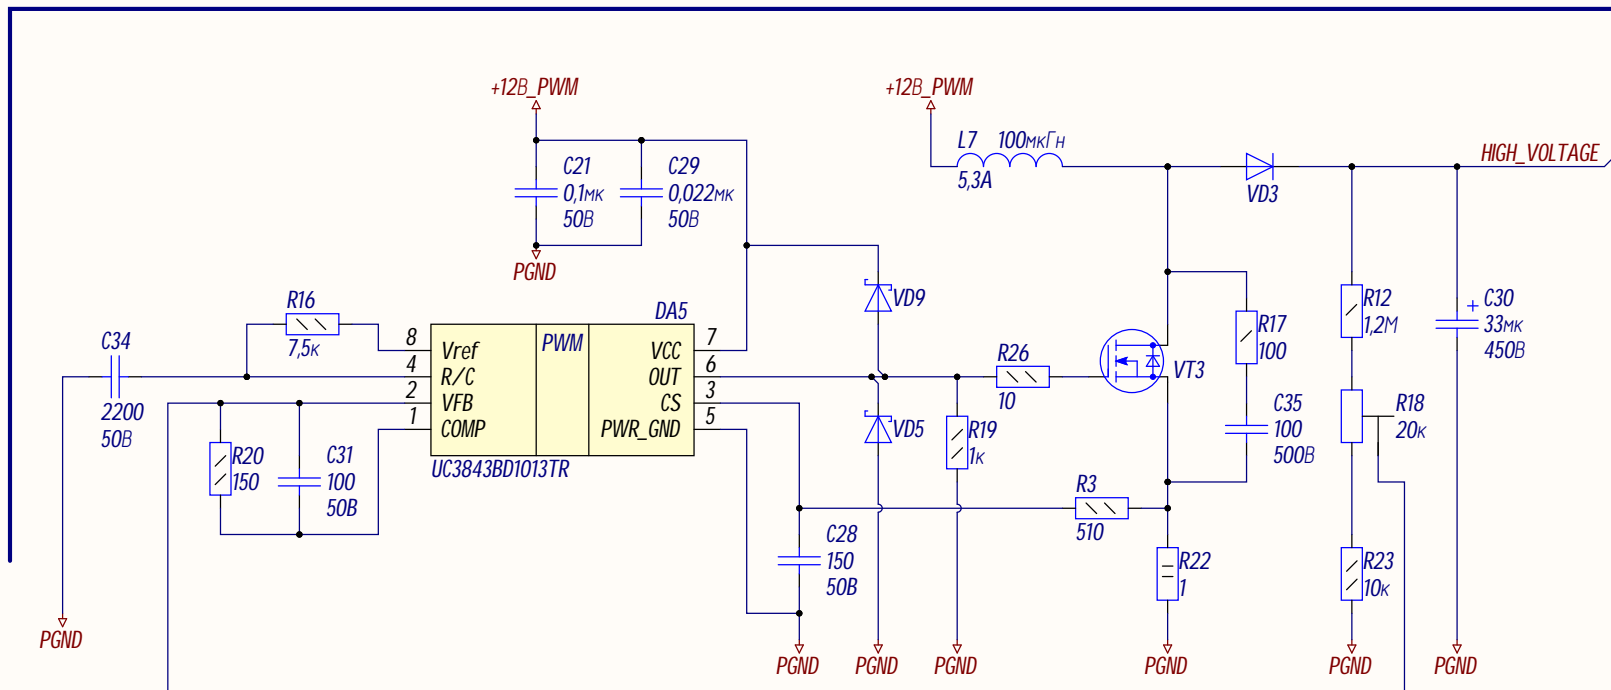 +12В_PWM
+12В_PWM
L7 100мкГн
5,3А
HIGH_VOLTAGE
VD3
C21
0,1мк
50В
C29
0,022мк
50В
PGND
VD9
R16
7,5к
DA5
C34
2200
50В
8
4
2
1
Vref
R/C
VFB
COMP
PWM
VCC
OUT
CS
PWR_GND
7
6
3
5
UC3843BD1013TR
R20
150
C31
100
50В
VD5
R19
1к
R26
10
VT3
R17
100
C35
100
500В
R12
1,2М
R18
20к
+ C30
33мк
450В
R3
510
C28
150
50В
R22
1
R23
10к
PGND
PGND
PGND
PGND
PGND
PGND
PGND